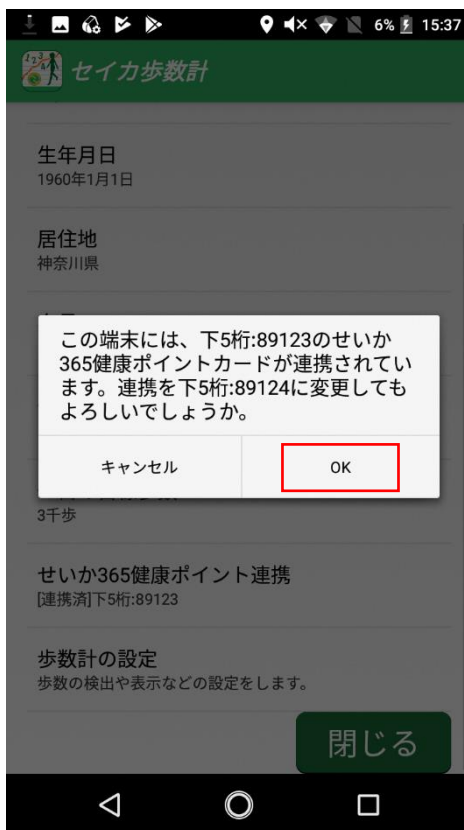 6% 15:37
セイカ歩数計
生年月日
1960年1月1日
居住地
神奈川県
この端末には、下5桁:89123のせいか
365健康ポイントカードが連携されてい
ます。連携を下5桁:89124に変更しても
よろしいでしょうか。
キャンセル OK
3千歩
せいか365健康ポイント連携
[連携済]下5桁:89123
歩数計の設定
歩数の検出や表示などの設定をします。
閉じる